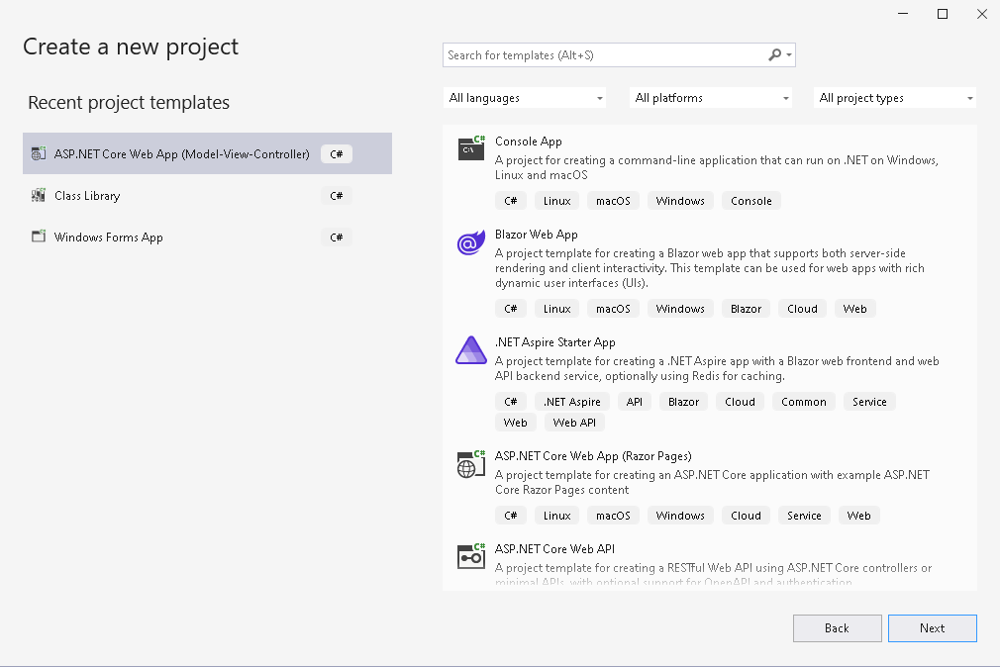 Create a new project
Recent project templates
ASP.NET Core Web App (Model-View-Controller) C#
Class Library C#
Windows Forms App C#
Search for templates (Alt+S)
All languages All platforms All project types
C# Console App
C:\ A project for creating a command-line application that can run on .NET on Windows,
Linux and macOS
C# Linux macOS Windows Console
Blazor Web App
@ A project template for creating a Blazor web app that supports both server-side
rendering and client interactivity. This template can be used for web apps with rich
dynamic user interfaces (UIs).
C# Linux macOS Windows Blazor Cloud Web
.NET Aspire Starter App
A project template for creating a .NET Aspire app with a Blazor web frontend and web
API backend service, optionally using Redis for caching.
C# .NET Aspire API Blazor Cloud Common Service
Web Web API
C# ASP.NET Core Web App (Razor Pages)
A project template for creating an ASP.NET Core application with example ASP.NET
Core Razor Pages content
C# Linux macOS Windows Cloud Service Web
C# ASP.NET Core Web API
A project template for creating a RESTful Web API using ASP.NET Core controllers or
minimal APIs, with optional support for OpenAPI and authentication.
Back Next